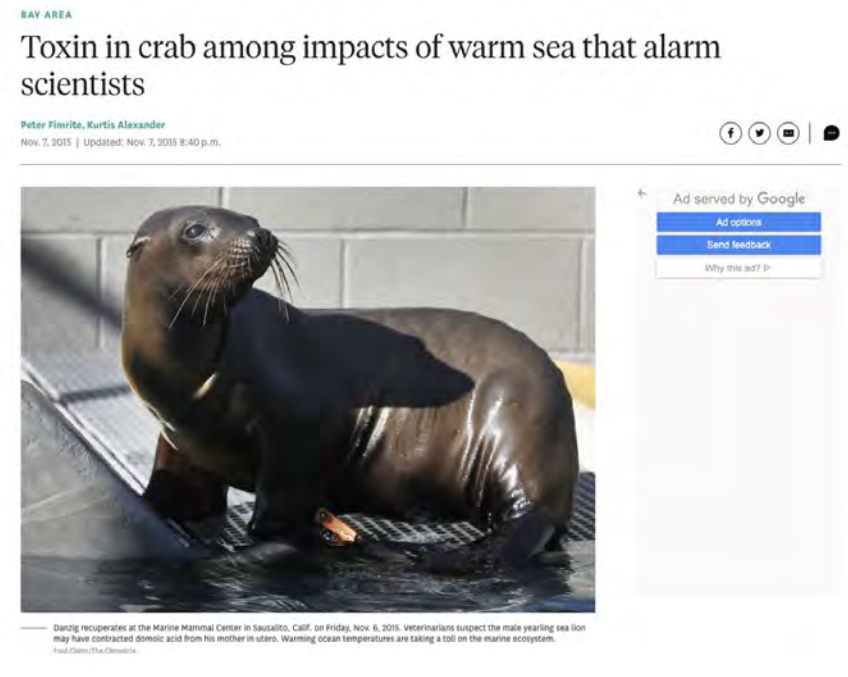 BAY AREA
Toxin in crab among impacts of warm sea that alarm
scientists
Peter Fimrite, Kurtis Alexander
Nov. 7, 2015 | Updated: Nov. 7, 2015 8:40 p.m.
Ad served by Google
Ad options
Send feedback
Why this ad?
Danzig recuperates at the Marine Mammal Center in Sausalito, Calif. on Friday, Nov. 6, 2015. Veterinarians suspect the male yearling sea lion
may have contracted domoic acid from his mother in utero. Warming ocean temperatures are taking a toll on the marine ecosystem.
/The Chronicle